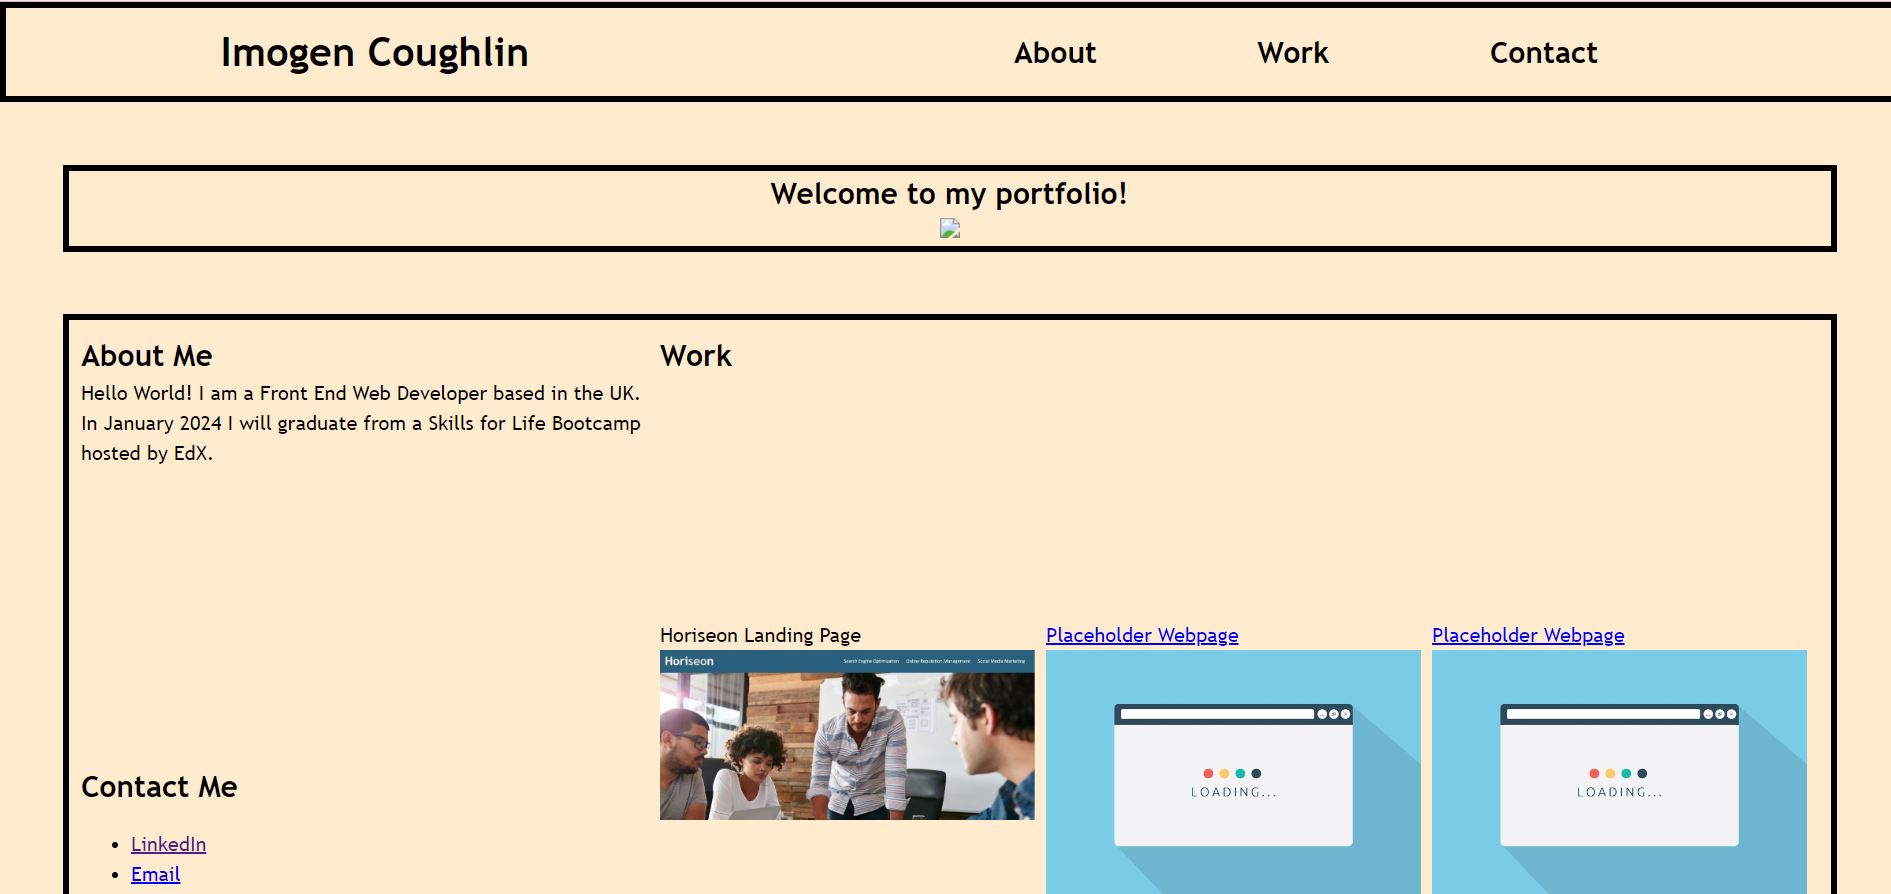 Imogen Coughlin
About Work Contact
Welcome to my portfolio!
About Me
Hello World! I am a Front End Web Developer based in the UK.
In January 2024 I will graduate from a Skills for Life Bootcamp
hosted by EdX.
Contact Me
LinkedIn
Email
Work
Horiseon Landing Page
Horiseon Search Engine Optimization Online Reputation Management Social Media Marketing
Placeholder Webpage
LOADING...
Placeholder Webpage
LOADING...